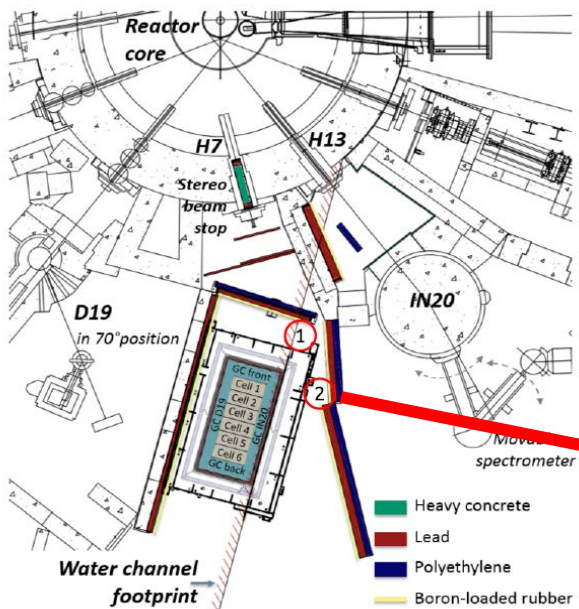 Reactor
core
H7
H13
Stereo
beam
stop
D19
in 70°position
IN20
1
2
GC front
Cell 1
Cell 2
Cell 3
Cell 4
Cell 5
Cell 6
GC back
GC D19
GC IN20
spectrometer
Heavy concrete
Lead
Polyethylene
Boron-loaded rubber
Water channel
footprint